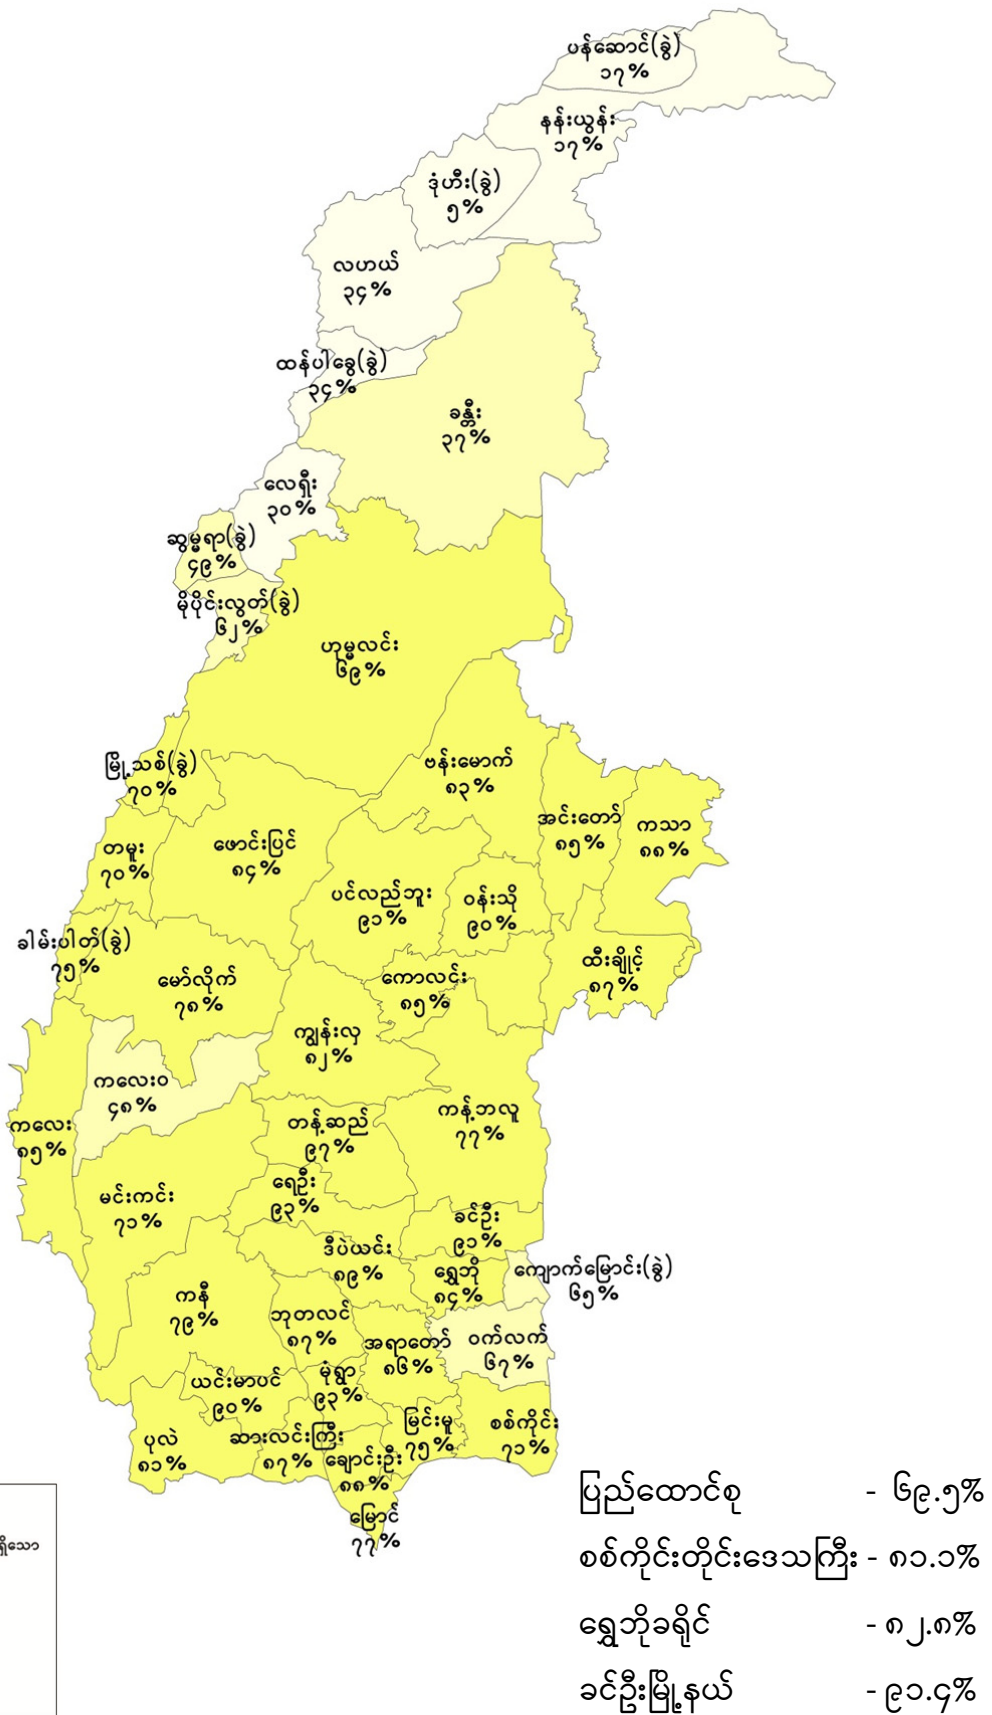 ပန်ဆောင်(ခွဲ)
၁၇%
နန်းယွန်း
၁၇%
ဒုံဟီး(ခွဲ)
၅%
လဟယ်
၃၄%
ထန်ပါခွေ(ခွဲ)
၃၄%
ခန္တီး
၃၇%
လေရှီး
၃၀%
ဆွမ္မရာ(ခွဲ)
၄၉%
မိုပိုင်းလွတ်(ခွဲ)
၆၂%
ဟုမ္မလင်း
၆၉%
မြို့သစ်(ခွဲ)
၇၀%
ဗန်းမောက်
၈၃%
အင်းတော်
၈၅%
ကသာ
၈၈%
တမူး
၇၀%
ဖောင်းပြင်
၈၄%
ပင်လည်ဘူး
၉၁%
ဝန်းသို
၉၀%
ခါမ်းပါတ်(ခွဲ)
၇၅%
မော်လိုက်
၇၈%
ကောလင်း
၈၅%
ထီးချိုင့်
၈၇%
ကျွန်းလှ
၈၂%
ကလေးဝ
၄၈%
ကလေး
၈၅%
တန့်ဆည်
၉၇%
ကန့်ဘလူ
၇၇%
မင်းကင်း
၇၁%
ရေဦး
၉၃%
ခင်ဦး
၉၁%
ဒီပဲယင်း
၈၉%
ရွှေဘို
၈၄%
ကျောက်မြောင်း(ခွဲ)
၆၅%
ကနီ
၇၉%
ဘုတလင်
၈၇%
အရာတော်
၈၆%
ဝက်လက်
၆၇%
ယင်းမာပင်
၉၀%
မုံရွာ
၉၃%
ပုလဲ
၈၁%
ဆားလင်းကြီး
၈၇%
ချောင်းဦး
၈၈%
မြင်းမူ
၇၅%
စစ်ကိုင်း
၇၁%
မြောင်
၇၇%
ရှိသော
ပြည်ထောင်စု - ၆၉.၅%
စစ်ကိုင်းတိုင်းဒေသကြီး - ၈၁.၁%
ရွှေဘိုခရိုင် - ၈၂.၈%
ခင်ဦးမြို့နယ် - ၉၁.၄%